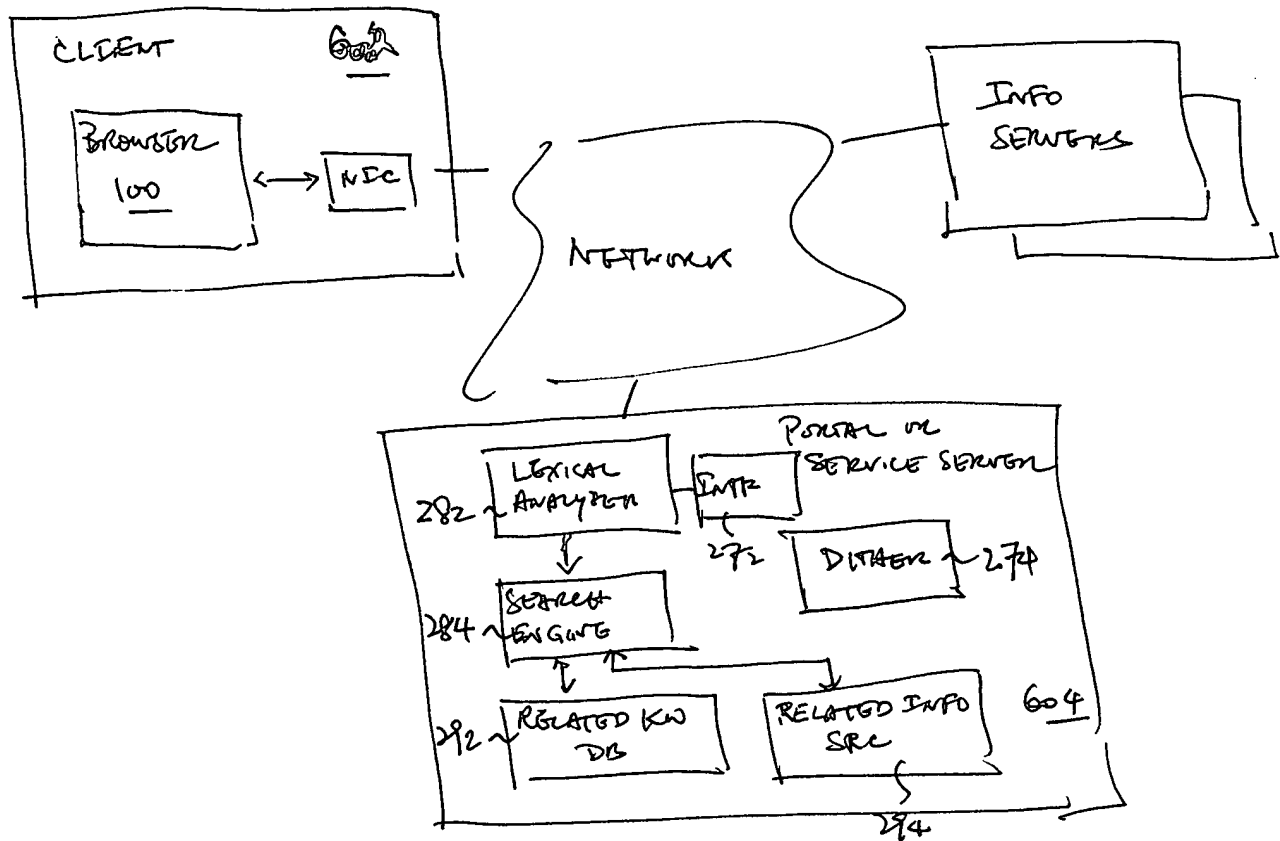 CLIENT
BROWSER
100
NIC
INFO
SERVERS
NETWORK
PORTAL OR
SERVICE SERVER
LEXICAL
ANALYZER
INTF
282
272
DITHER
274
SEARCH
ENGINE
284
RELATED KW
DB
292
RELATED INFO
SRC
604
294